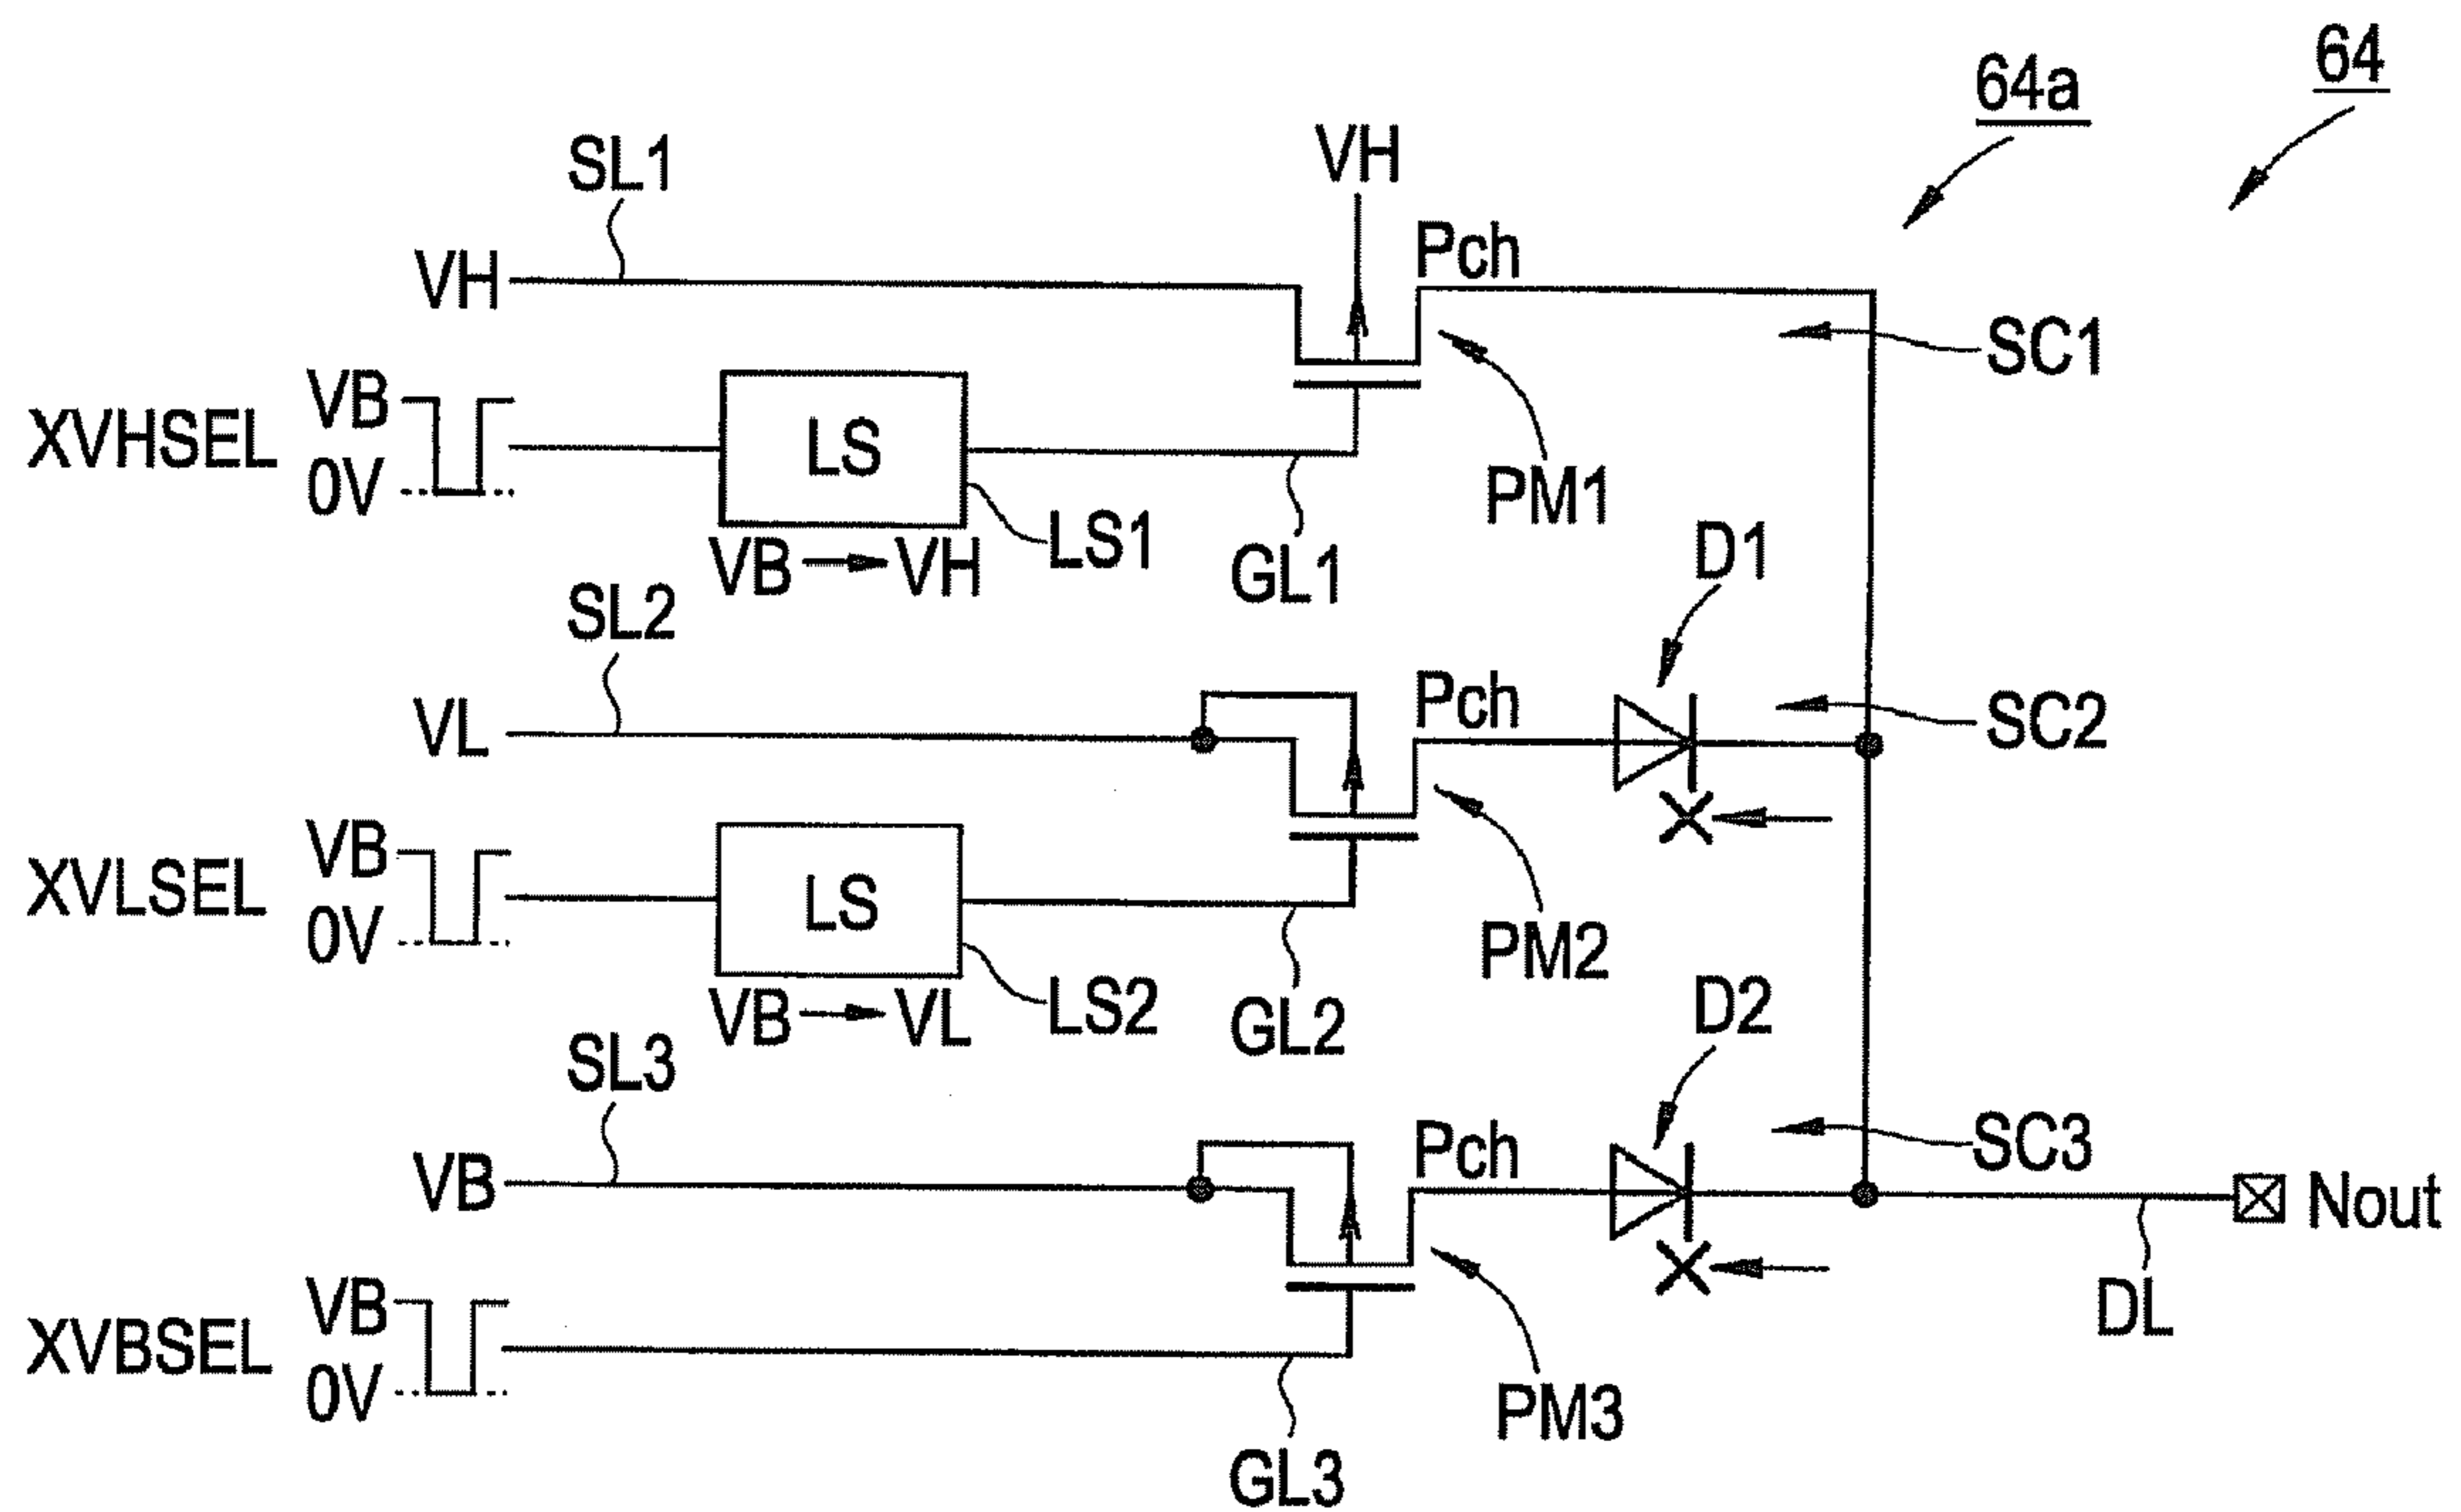 64
64a
SL1
VH
VH
Pch
SC1
XVHSEL
VB
0V
LS
LS1
VB
VH
GL1
PM1
D1
SL2
VL
Pch
SC2
XVLSEL
VB
0V
LS
LS2
VB
VL
GL2
PM2
D2
SL3
VB
Pch
SC3
Nout
XVBSEL
VB
0V
DL
PM3
GL3